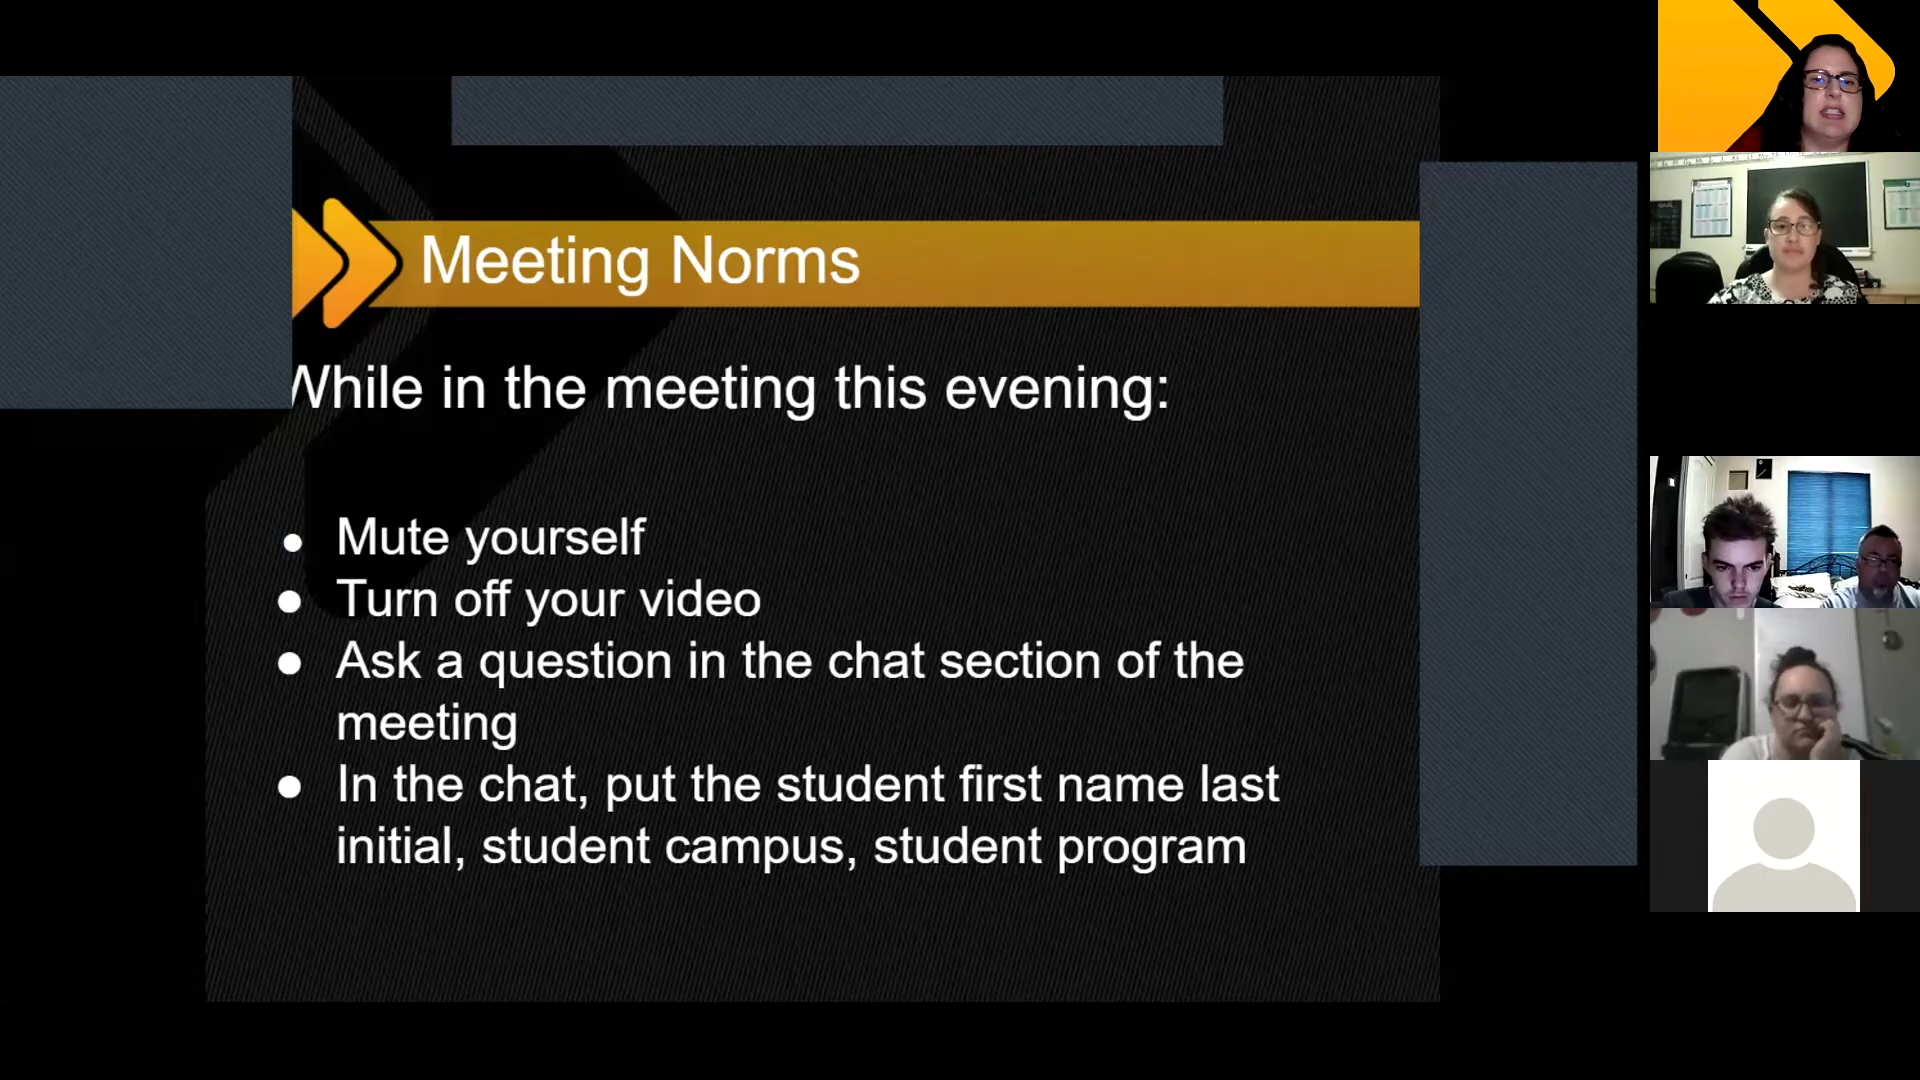 Meeting Norms
While in the meeting this evening:
● Mute yourself
● Turn off your video
● Ask a question in the chat section of the
meeting
● In the chat, put the student first name last
initial, student campus, student program